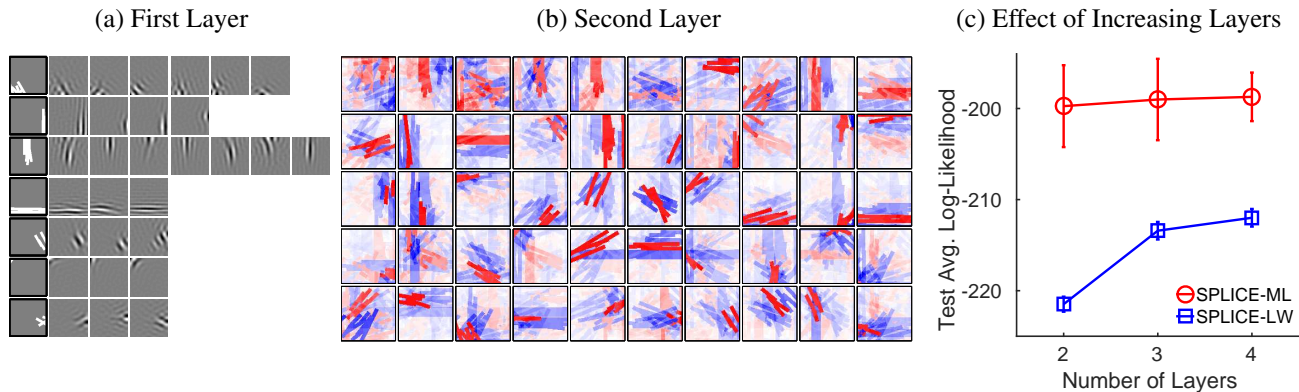 (a) First Layer
(b) Second Layer
(c) Effect of Increasing Layers
Test Avg. Log-Likelihood
-200
-210
-220
SPLICE-ML
SPLICE-LW
2 3 4
Number of Layers